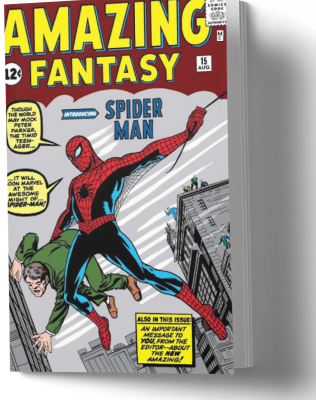 AMAZING
FANTASY
12¢
15
AUG.
INTRODUCING
SPIDER
MAN
THOUGH
THE WORLD
MAY MOCK
PETER
PARKER,
THE TIMID
TEEN-
AGER...
...IT WILL
SOON MARVEL
AT THE
AWESOME
MIGHT OF...
SPIDER-MAN!
ALSO IN THIS ISSUE:
AN IMPORTANT
MESSAGE TO
YOU, FROM THE
EDITOR--ABOUT
THE NEW
AMAZING!